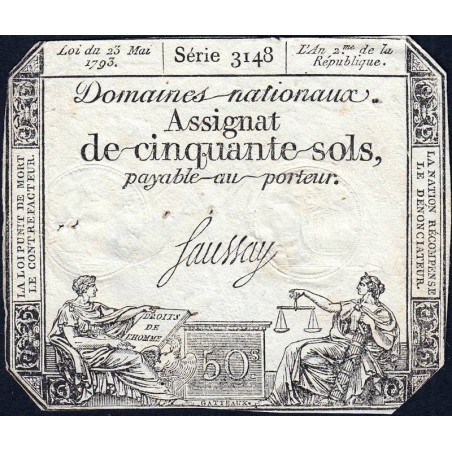 Loi du 23 Mai
1793.
Série 3148
L'An 2.me de la
République.
Domaines nationaux.
Assignat
de cinquante sols,
payable au porteur.
LA LOI PUNIT DE MORT
LE CONTREFACTEUR.
LA NATION RÉCOMPENSE
LE DÉNONCIATEUR.
Saussay
DROITS
DE
L'HOMME
50s
GATTEAUX.